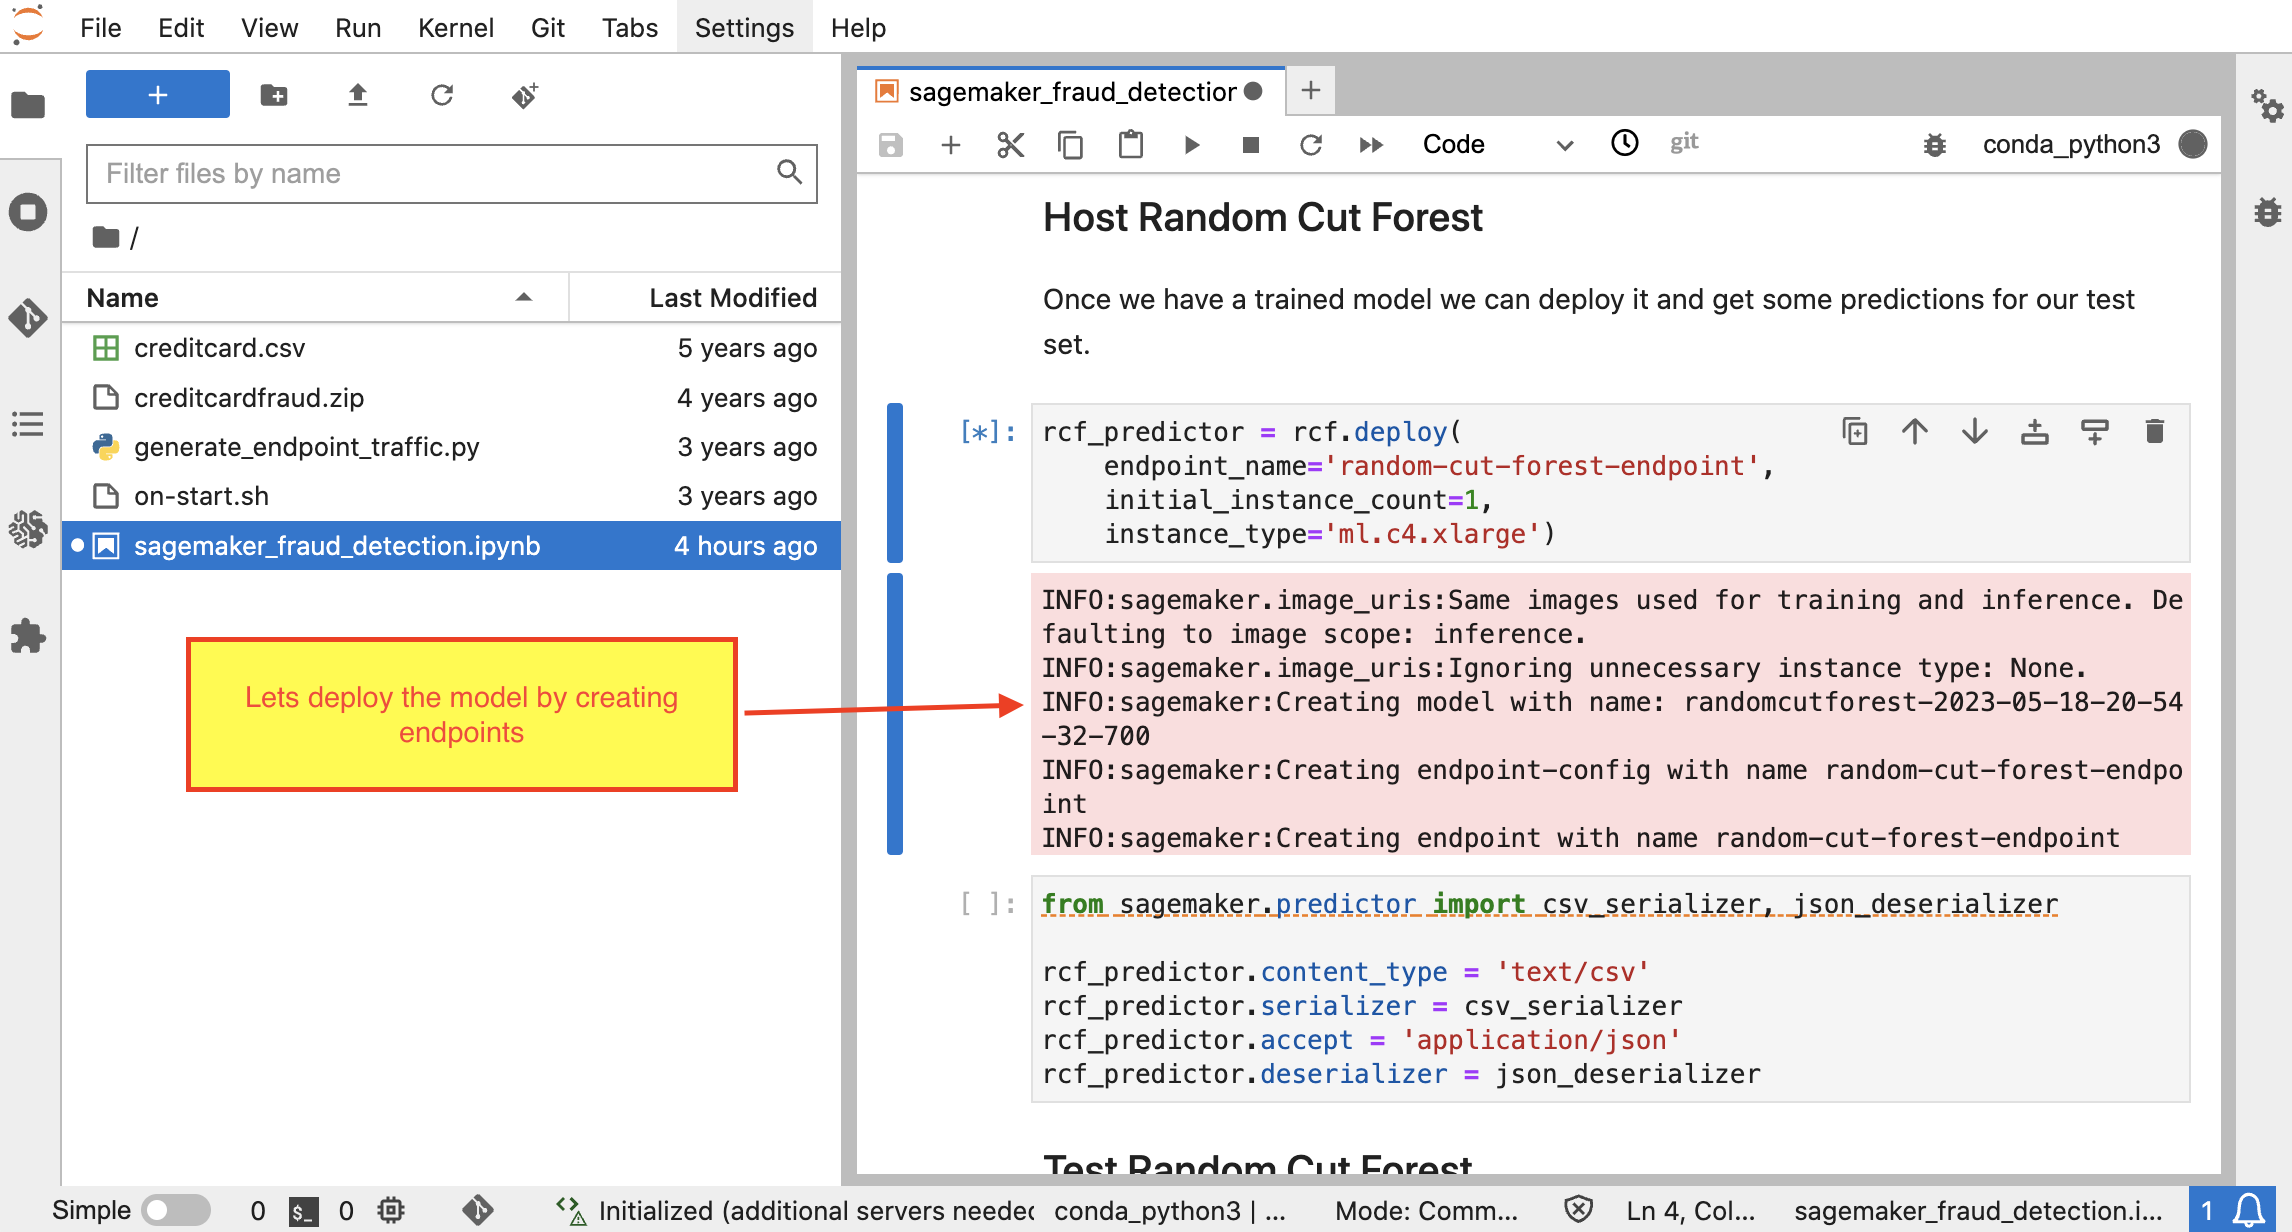 File Edit View Run Kernel Git Tabs Settings Help
+
Filter files by name
/
Name Last Modified
creditcard.csv 5 years ago
creditcardfraud.zip 4 years ago
generate_endpoint_traffic.py 3 years ago
on-start.sh 3 years ago
sagemaker_fraud_detection.ipynb 4 hours ago
Lets deploy the model by creating
endpoints
sagemaker_fraud_detectior
Code git conda_python3
Host Random Cut Forest
Once we have a trained model we can deploy it and get some predictions for our test
set.
[*]: rcf_predictor = rcf.deploy(
endpoint_name='random-cut-forest-endpoint',
initial_instance_count=1,
instance_type='ml.c4.xlarge')
INFO:sagemaker.image_uris:Same images used for training and inference. De
faulting to image scope: inference.
INFO:sagemaker.image_uris:Ignoring unnecessary instance type: None.
INFO:sagemaker:Creating model with name: randomcutforest-2023-05-18-20-54
-32-700
INFO:sagemaker:Creating endpoint-config with name random-cut-forest-endpo
int
INFO:sagemaker:Creating endpoint with name random-cut-forest-endpoint
[ ]: from sagemaker.predictor import csv_serializer, json_deserializer
rcf_predictor.content_type = 'text/csv'
rcf_predictor.serializer = csv_serializer
rcf_predictor.accept = 'application/json'
rcf_predictor.deserializer = json_deserializer
Test Random Cut Forest
Simple 0 $_ 0 Initialized (additional servers needec conda_python3 | ... Mode: Comm... Ln 4, Col... sagemaker_fraud_detection.i... 1